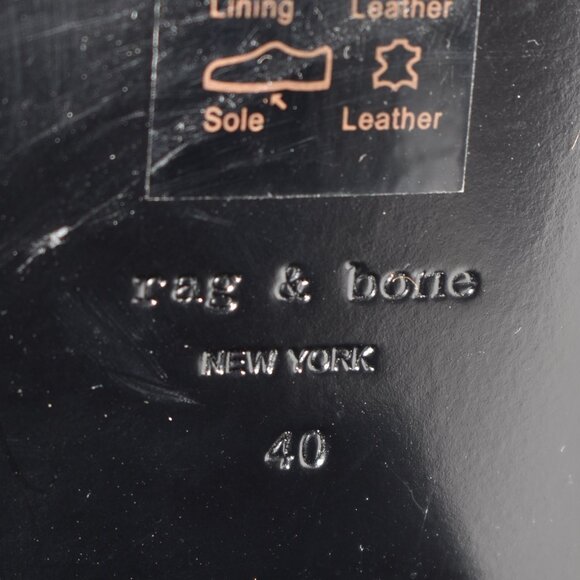 Lining Leather
Sole Leather
rag & bone
NEW YORK
40